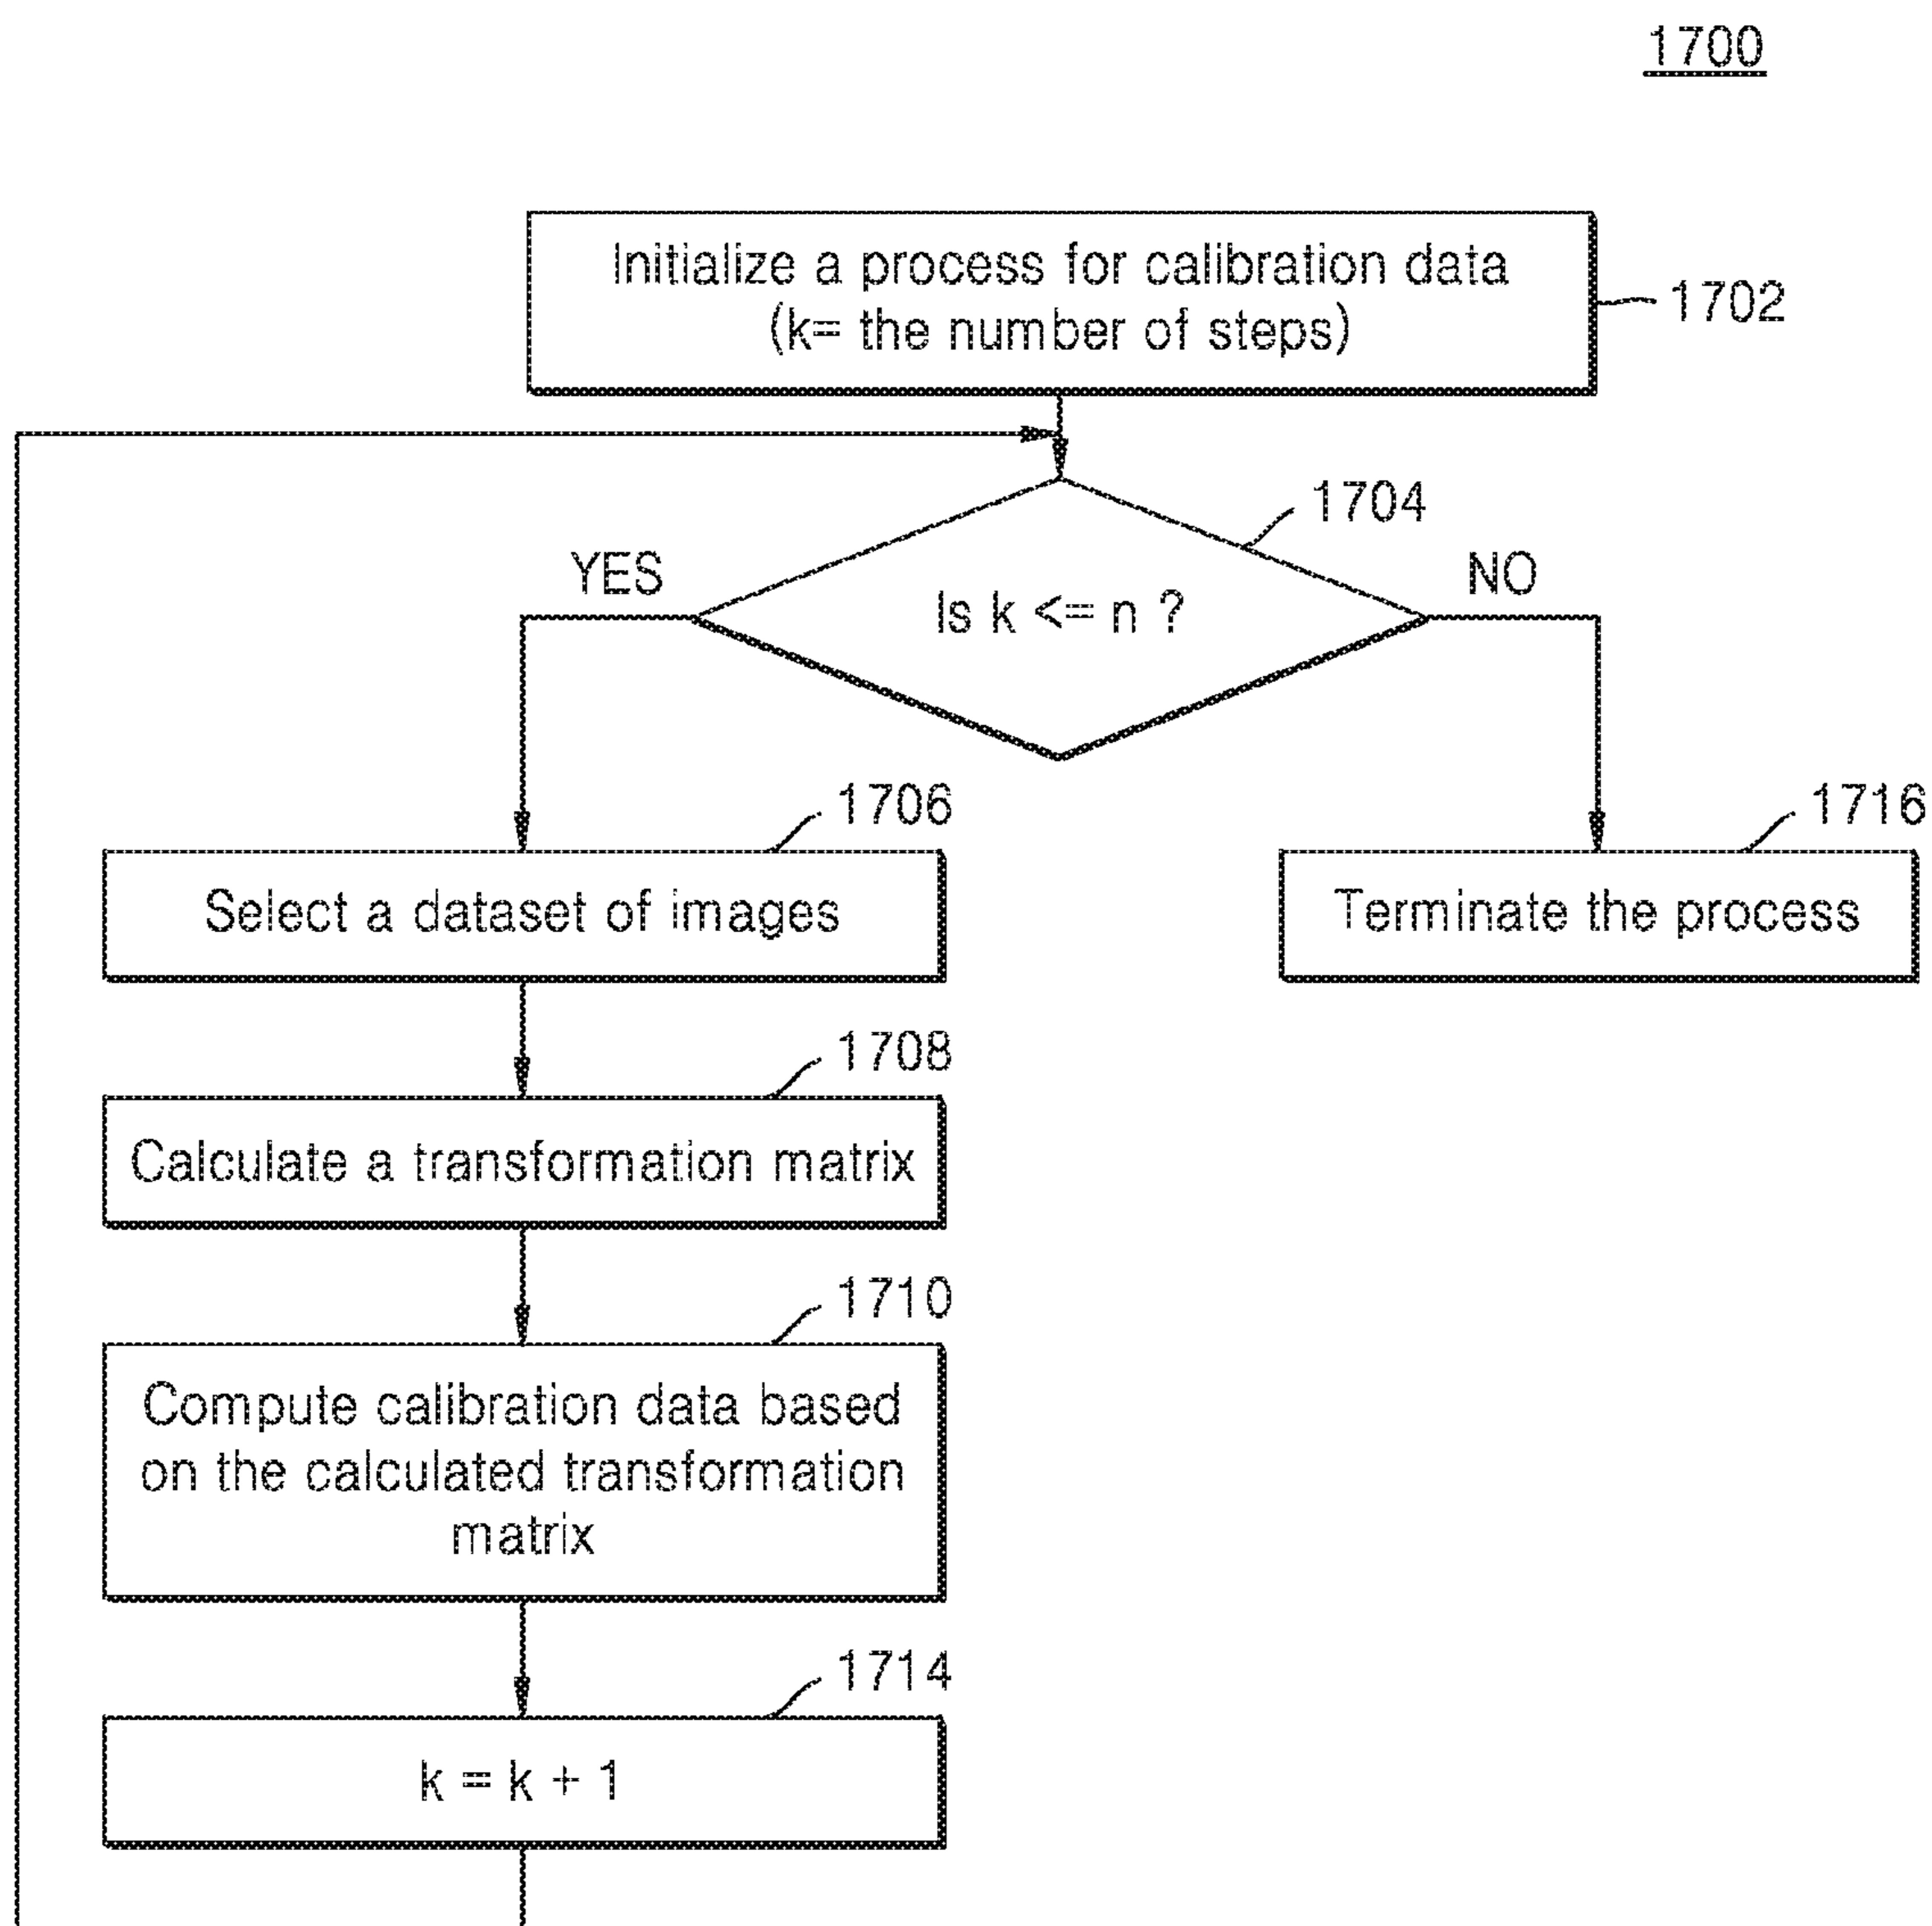 1700
Initialize a process for calibration data
(k= the number of steps)
1702
1704
YES
NO
Is k <= n ?
1706
1716
Select a dataset of images
Terminate the process
1708
Calculate a transformation matrix
1710
Compute calibration data based
on the calculated transformation
matrix
1714
k = k + 1